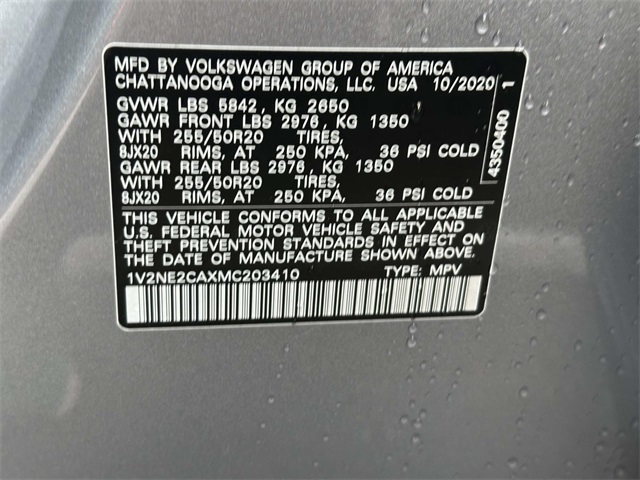 MFD BY VOLKSWAGEN GROUP OF AMERICA
CHATTANOOGA OPERATIONS, LLC. USA 10/2020
GVWR LBS 5842, KG 2650
GAWR FRONT LBS 2976, KG 1350
WITH 255/50R20 TIRES,
8JX20 RIMS, AT 250 KPA, 36 PSI COLD
GAWR REAR LBS 2976, KG 1350
WITH 255/50R20 TIRES,
8JX20 RIMS, AT 250 KPA, 36 PSI COLD
THIS VEHICLE CONFORMS TO ALL APPLICABLE
U.S. FEDERAL MOTOR VEHICLE SAFETY AND
THEFT PREVENTION STANDARDS IN EFFECT ON
THE DATE OF MANUFACTURE SHOWN ABOVE.
1V2NE2CAXMC203410 TYPE: MPV
4350400 1